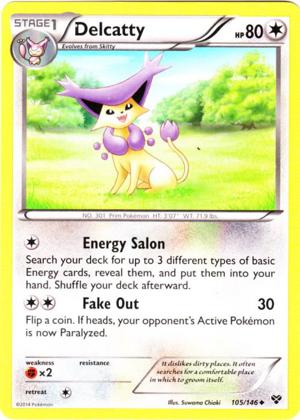 STAGE1
Delcatty
HP 80
Evolves from Skitty
NO. 301 Prim Pokémon HT: 3'07" WT: 71.9 lbs.
Energy Salon
Search your deck for up to 3 different types of basic
Energy cards, reveal them, and put them into your
hand. Shuffle your deck afterward.
Fake Out 30
Flip a coin. If heads, your opponent's Active Pokémon
is now Paralyzed.
weakness resistance
×2
retreat
It dislikes dirty places. It often
searches for a comfortable place
in which to groom itself.
Illus. Suwama Chiaki
105/146
©2014 Pokémon